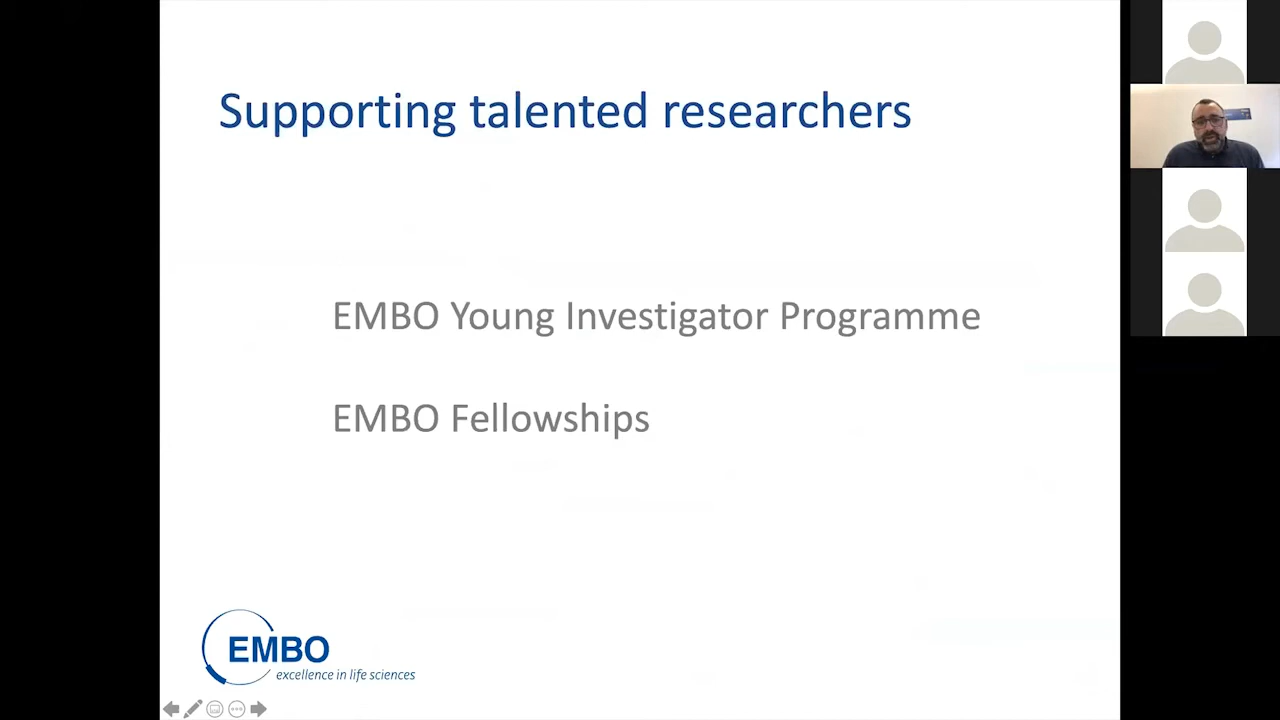 Supporting talented researchers
EMBO Young Investigator Programme
EMBO Fellowships
EMBO
excellence in life sciences